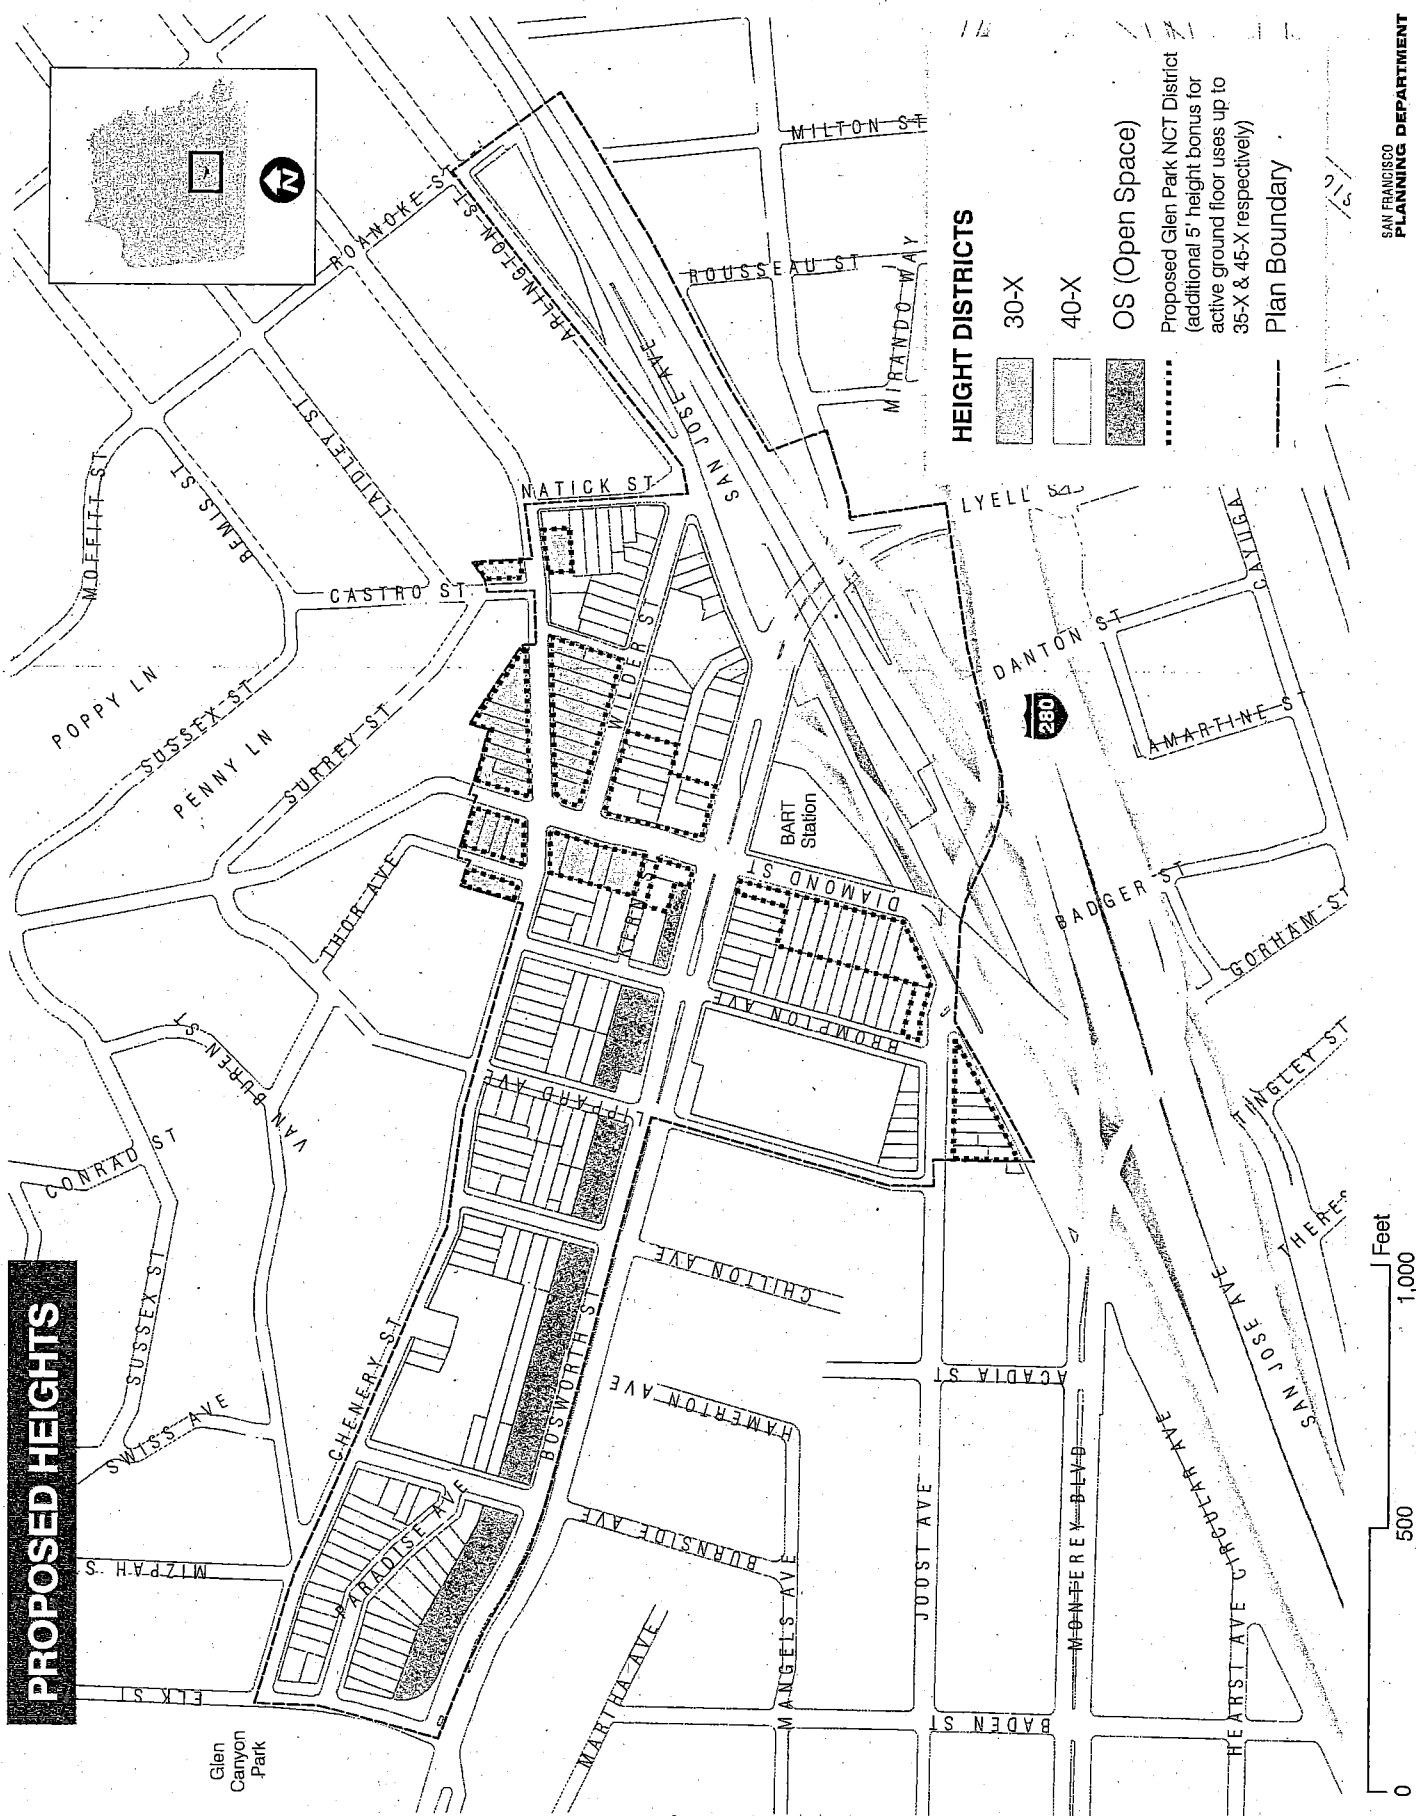 PROPOSED HEIGHTS
N
Glen
Canyon
Park
ELK ST
MIZPAH S
SWISS AVE
SUSSEX ST
CONRAD ST
VAN BUREN ST
THOR AVE
SURREY ST
PENNY LN
SUSSEX ST
POPPY LN
CASTRO ST
BEMIS ST
MOFFITT ST
LAIDLEY ST
ROANOKE ST
ARLINGTON ST
NATICK ST
CHENERY ST
PARADISE AVE
BOSWORTH ST
LIPPARD AVE
KERN
WILDER ST
DIAMOND ST
BROMPTON AVE
BART
Station
SAN JOSE AVE
SAN JOSE AVE
MILTON ST
ROUSSEAU ST
MIRANDO WAY
LYELL S
CAYUGA
DANTON ST
LAMARTINE ST
280
BADGER ST
GORHAM ST
TINGLEY ST
THERES
SAN JOSE AVE
CIRCULAR AVE
CHILTON AVE
HAMERTON AVE
BURNSIDE AVE
MARTHA AVE
MANGELS AVE
JOOST AVE
ACADIA ST
MONTEREY BLVD
BADEN ST
HEARST AVE
HEIGHT DISTRICTS
30-X
40-X
OS (Open Space)
Proposed Glen Park NCT District
(additional 5' height bonus for
active ground floor uses up to
35-X & 45-X respectively)
Plan Boundary
0 500 1,000
Feet
SAN FRANCISCO
PLANNING DEPARTMENT